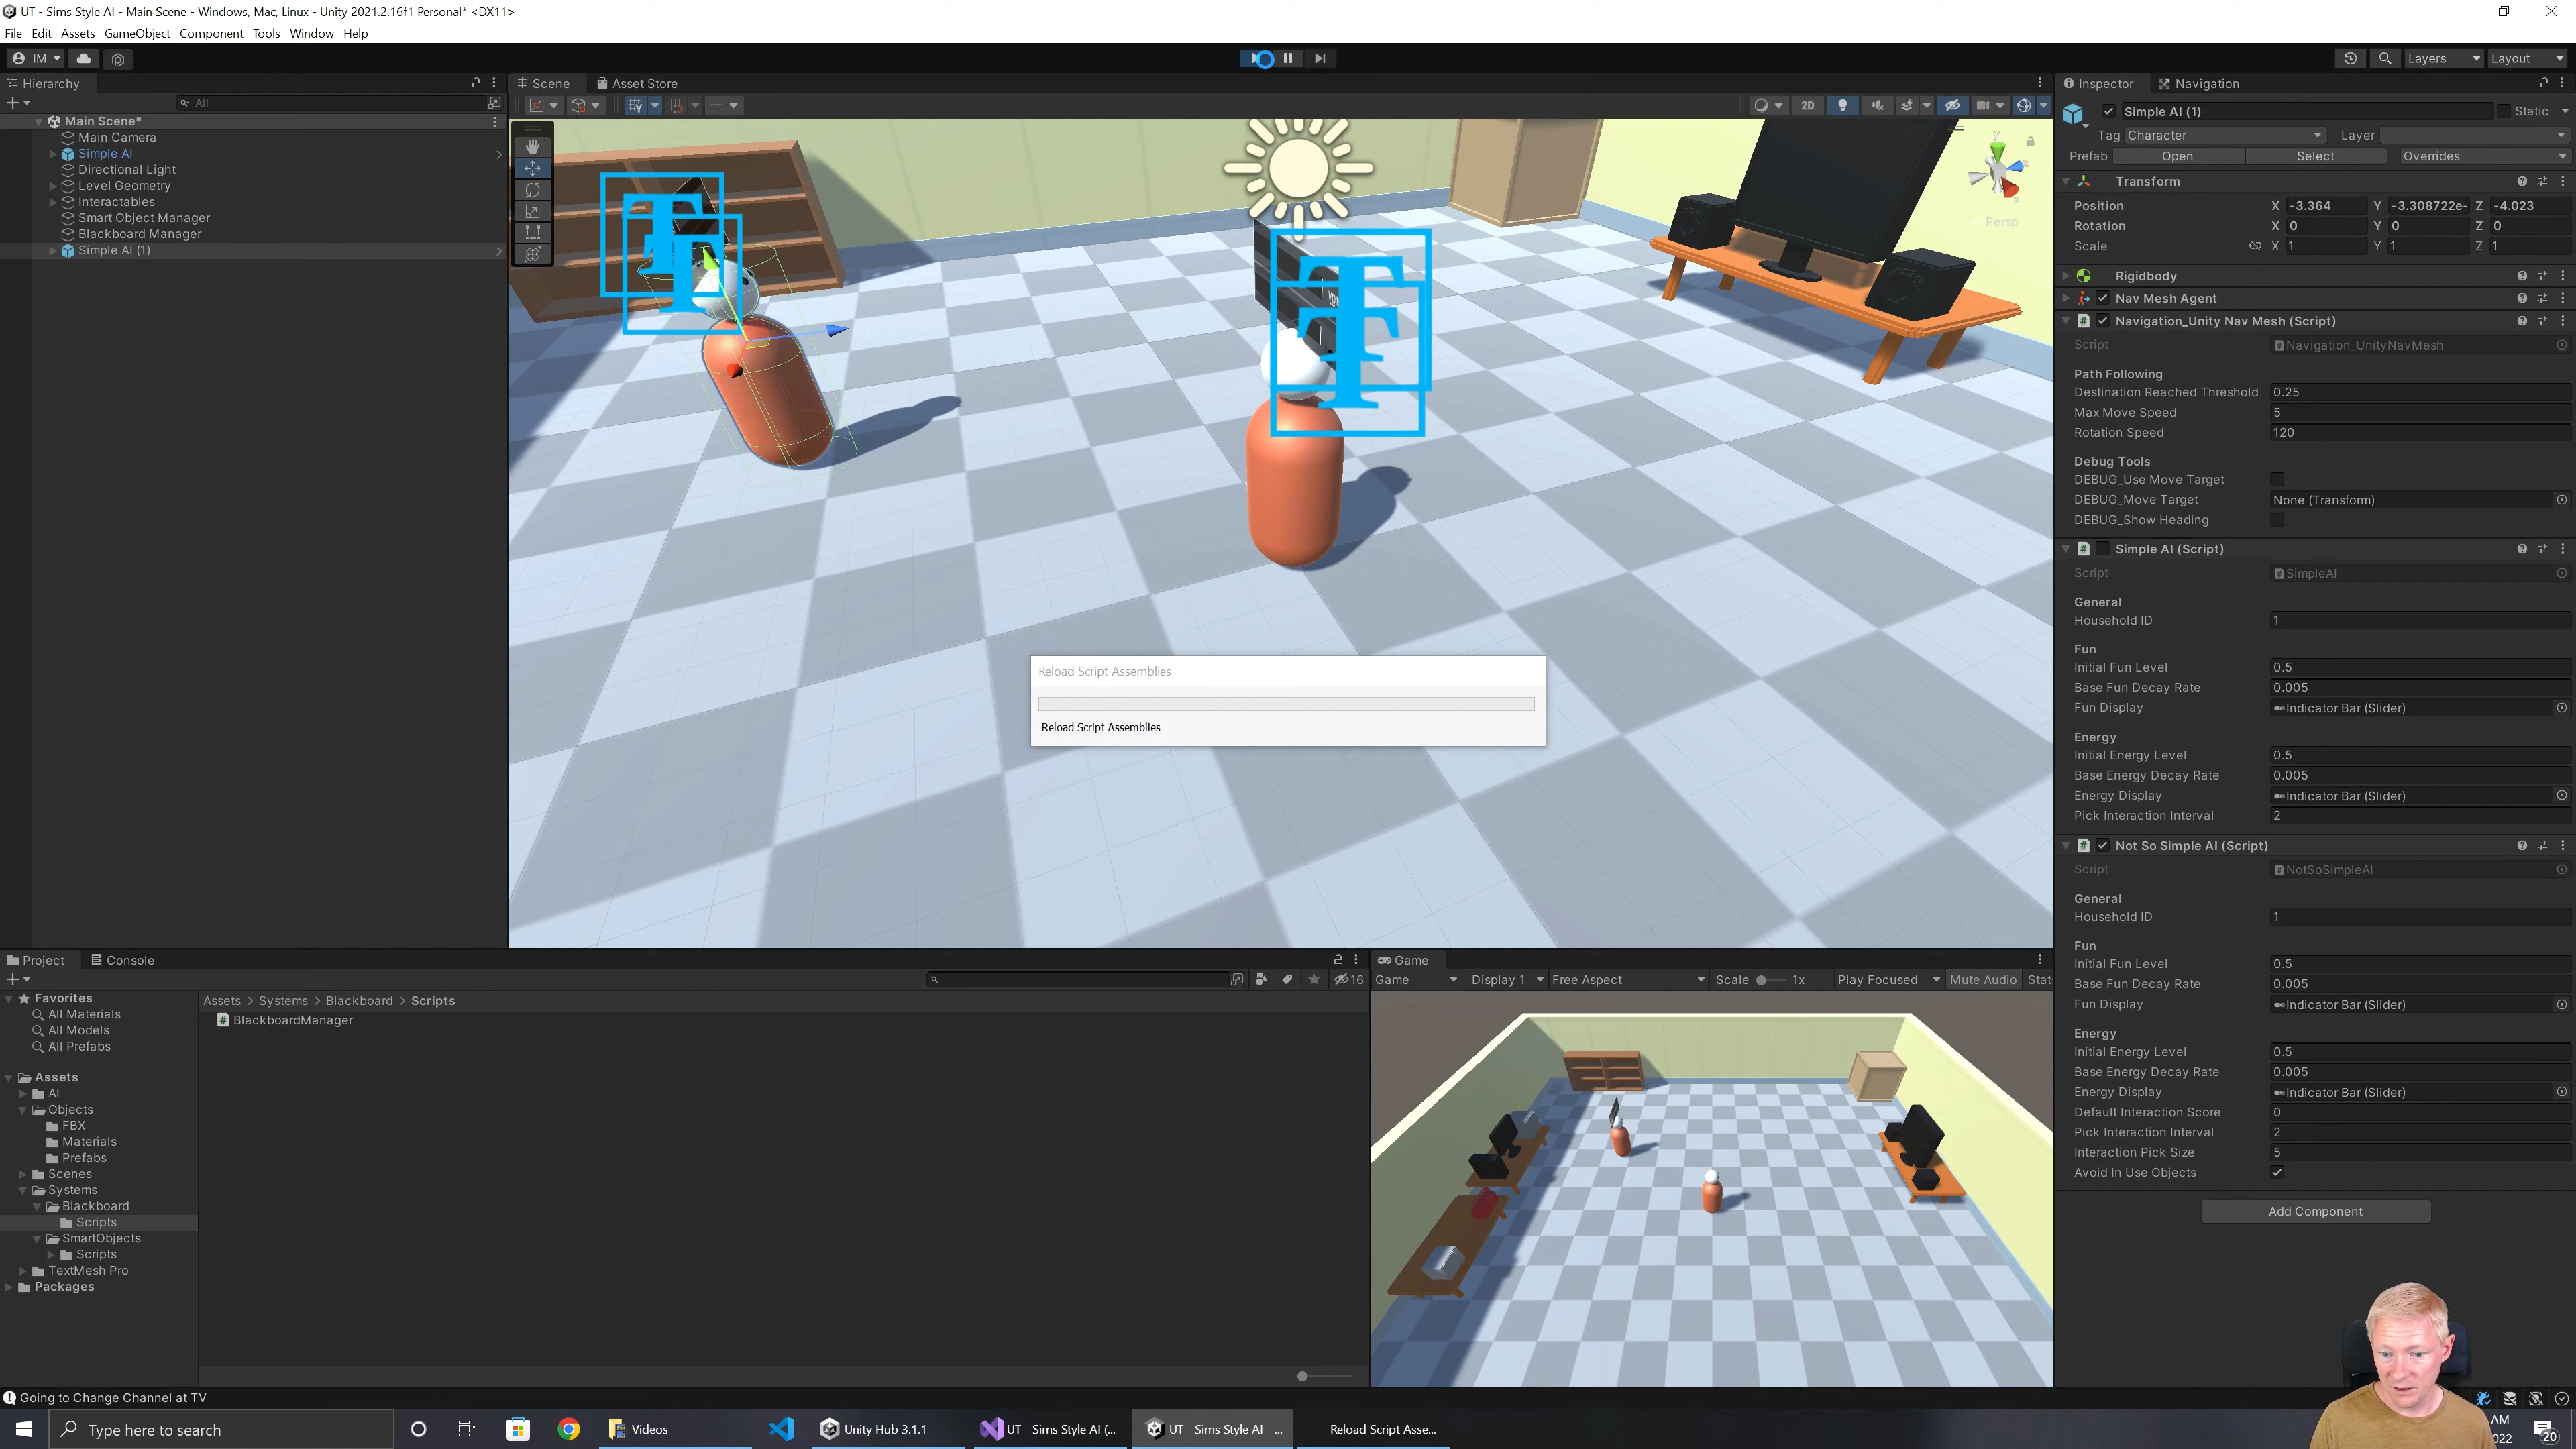 UT - Sims Style AI - Main Scene - Windows, Mac, Linux - Unity 2021.2.16f1 Personal* <DX11>
File Edit Assets GameObject Component Tools Window Help
IM
Layers
Layout
Hierarchy
All
Main Scene*
Main Camera
Simple AI
Directional Light
Level Geometry
Interactables
Smart Object Manager
Blackboard Manager
Simple AI (1)
Scene
Asset Store
2D
Persp
Reload Script Assemblies
Reload Script Assemblies
Inspector
Navigation
Simple AI (1)
Static
Tag Character Layer
Prefab Open Select Overrides
Transform
Position X -3.364 Y -3.308722e- Z -4.023
Rotation X 0 Y 0 Z 0
Scale X 1 Y 1 Z 1
Rigidbody
Nav Mesh Agent
Navigation_Unity Nav Mesh (Script)
Script Navigation_UnityNavMesh
Path Following
Destination Reached Threshold 0.25
Max Move Speed 5
Rotation Speed 120
Debug Tools
DEBUG_Use Move Target
DEBUG_Move Target None (Transform)
DEBUG_Show Heading
Simple AI (Script)
Script SimpleAI
General
Household ID 1
Fun
Initial Fun Level 0.5
Base Fun Decay Rate 0.005
Fun Display Indicator Bar (Slider)
Energy
Initial Energy Level 0.5
Base Energy Decay Rate 0.005
Energy Display Indicator Bar (Slider)
Pick Interaction Interval 2
Not So Simple AI (Script)
Script NotSoSimpleAI
General
Household ID 1
Fun
Initial Fun Level 0.5
Base Fun Decay Rate 0.005
Fun Display Indicator Bar (Slider)
Energy
Initial Energy Level 0.5
Base Energy Decay Rate 0.005
Energy Display Indicator Bar (Slider)
Default Interaction Score 0
Pick Interaction Interval 2
Interaction Pick Size 5
Avoid In Use Objects
Add Component
Project
Console
16
Favorites
All Materials
All Models
All Prefabs
Assets
AI
Objects
FBX
Materials
Prefabs
Scenes
Systems
Blackboard
Scripts
SmartObjects
Scripts
TextMesh Pro
Packages
Assets > Systems > Blackboard > Scripts
BlackboardManager
Game
Game Display 1 Free Aspect Scale 1x Play Focused Mute Audio Stats
Going to Change Channel at TV
Type here to search
Videos
Unity Hub 3.1.1
UT - Sims Style AI (...
UT - Sims Style AI - ...
Reload Script Asse...
AM
022
20